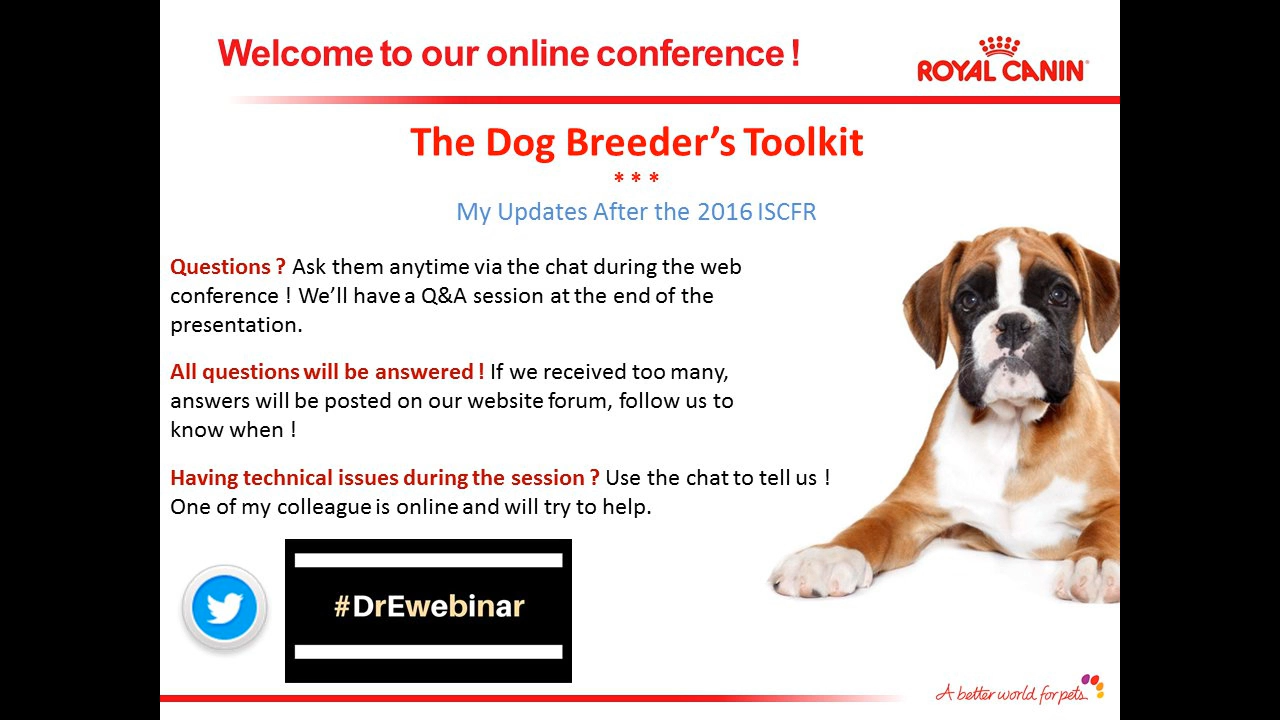 Welcome to our online conference !
ROYAL CANIN
The Dog Breeder’s Toolkit
* * *
My Updates After the 2016 ISCFR
Questions ? Ask them anytime via the chat during the web
conference ! We’ll have a Q&A session at the end of the
presentation.
All questions will be answered ! If we received too many,
answers will be posted on our website forum, follow us to
know when !
Having technical issues during the session ? Use the chat to tell us !
One of my colleague is online and will try to help.
#DrEwebinar
A better world for pets